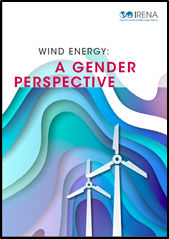 IRENA
WIND ENERGY:
A GENDER
PERSPECTIVE